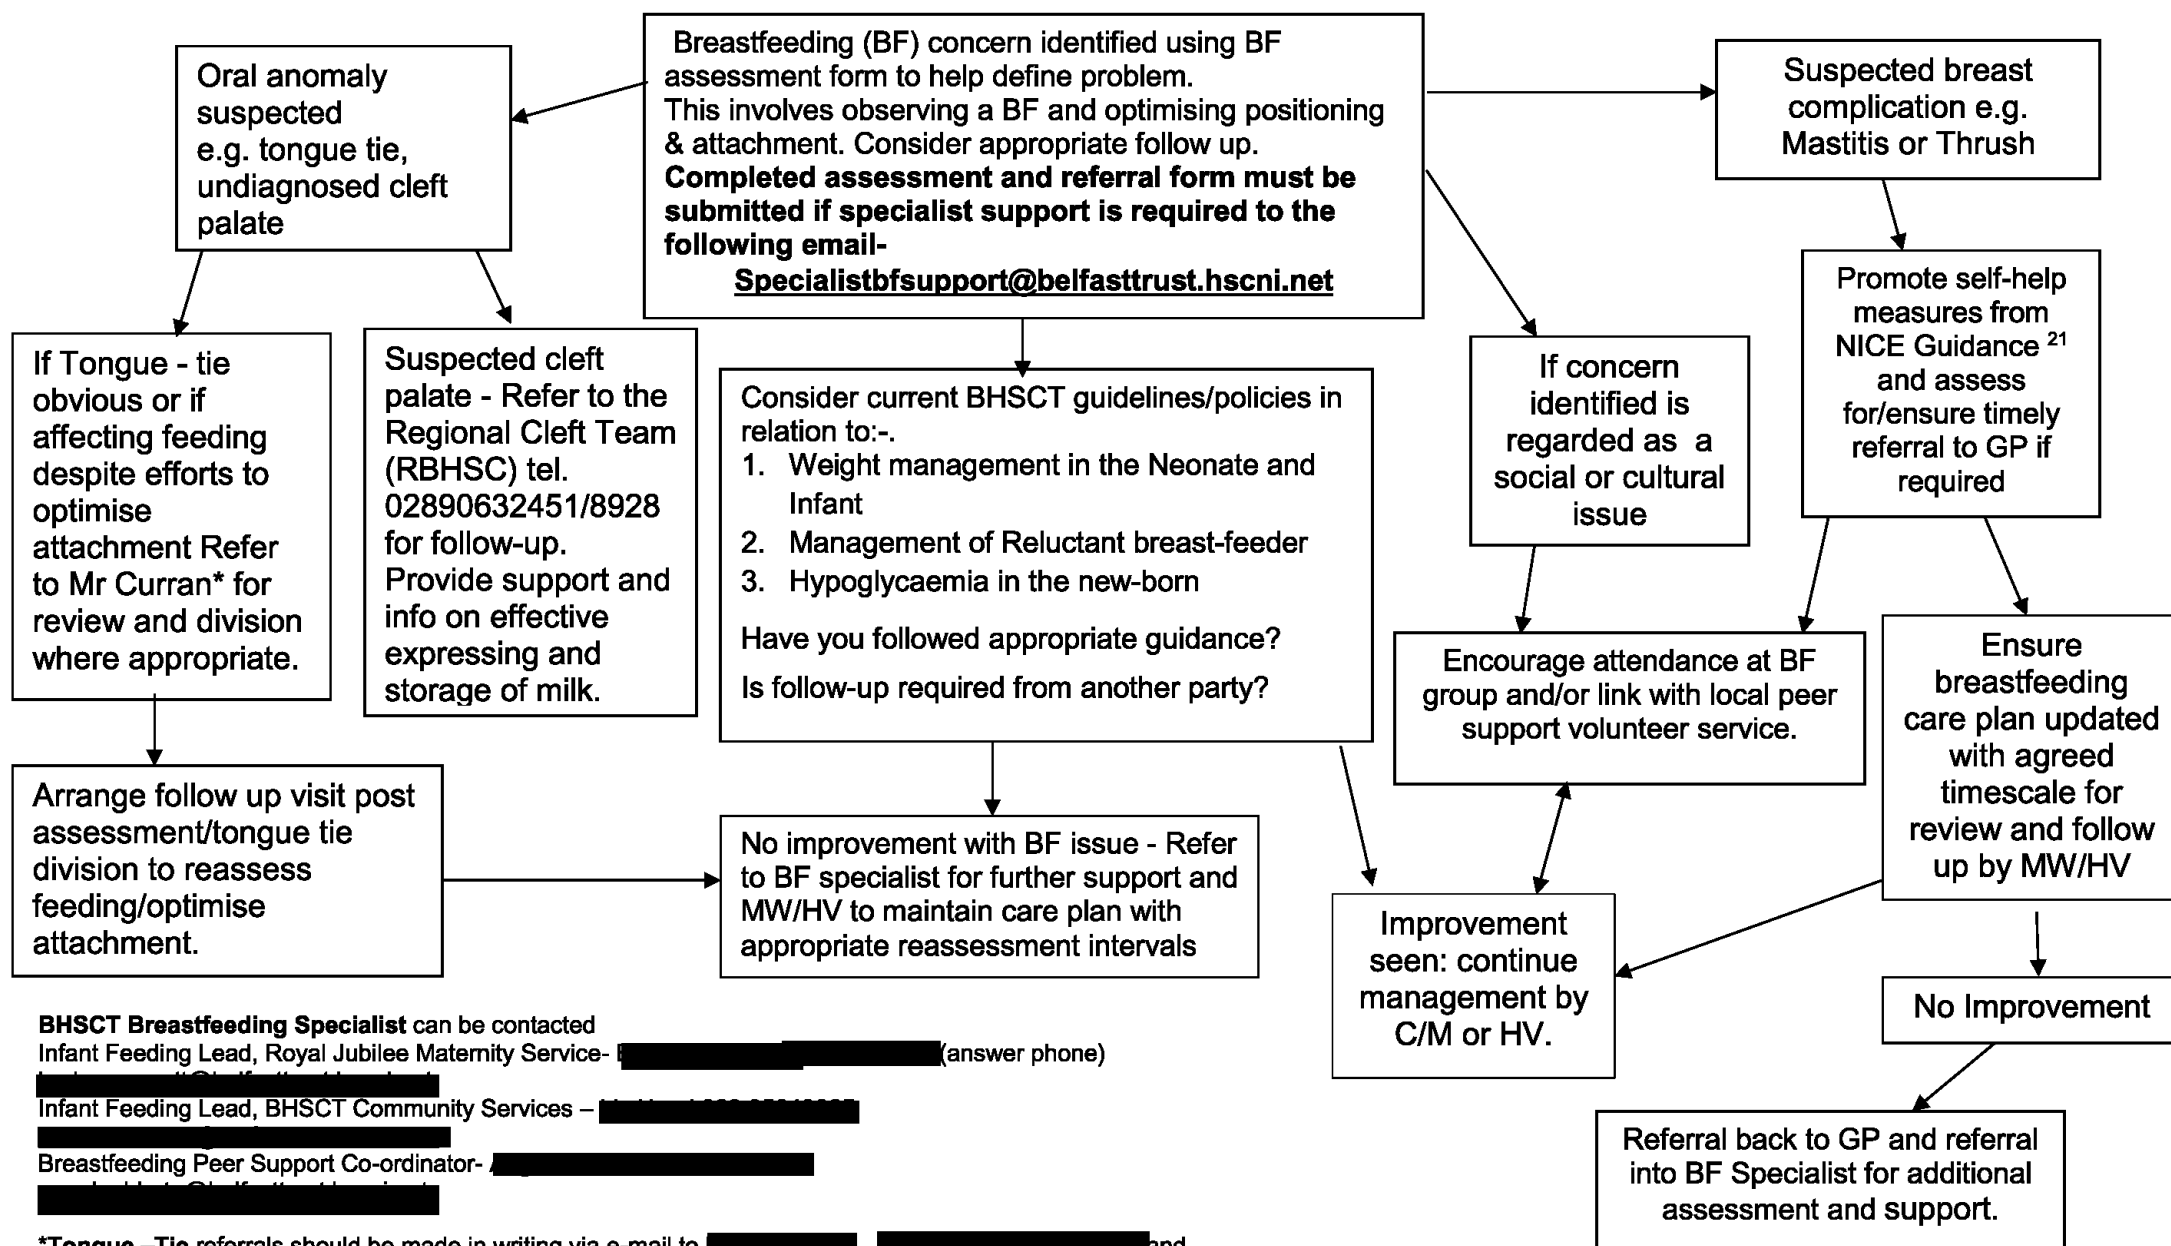 Breastfeeding (BF) concern identified using BF
assessment form to help define problem.
This involves observing a BF and optimising positioning
& attachment. Consider appropriate follow up.
Completed assessment and referral form must be
submitted if specialist support is required to the
following email-
Specialistbfsupport@belfasttrust.hscni.net
Oral anomaly
suspected
e.g. tongue tie,
undiagnosed cleft
palate
Suspected breast
complication e.g.
Mastitis or Thrush
If Tongue - tie
obvious or if
affecting feeding
despite efforts to
optimise
attachment Refer
to Mr Curran* for
review and division
where appropriate.
Suspected cleft
palate - Refer to the
Regional Cleft Team
(RBHSC) tel.
02890632451/8928
for follow-up.
Provide support and
info on effective
expressing and
storage of milk.
Consider current BHSCT guidelines/policies in
relation to:-.
1. Weight management in the Neonate and
Infant
2. Management of Reluctant breast-feeder
3. Hypoglycaemia in the new-born
Have you followed appropriate guidance?
Is follow-up required from another party?
If concern
identified is
regarded as a
social or cultural
issue
Promote self-help
measures from
NICE Guidance 21
and assess
for/ensure timely
referral to GP if
required
Encourage attendance at BF
group and/or link with local peer
support volunteer service.
Ensure
breastfeeding
care plan updated
with agreed
timescale for
review and follow
up by MW/HV
Arrange follow up visit post
assessment/tongue tie
division to reassess
feeding/optimise
attachment.
No improvement with BF issue - Refer
to BF specialist for further support and
MW/HV to maintain care plan with
appropriate reassessment intervals
Improvement
seen: continue
management by
C/M or HV.
No Improvement
Referral back to GP and referral
into BF Specialist for additional
assessment and support.
BHSCT Breastfeeding Specialist can be contacted
Infant Feeding Lead, Royal Jubilee Maternity Service- (answer phone)
Infant Feeding Lead, BHSCT Community Services –
Breastfeeding Peer Support Co-ordinator-
*Tongue –Tie referrals should be made in writing via e-mail to and